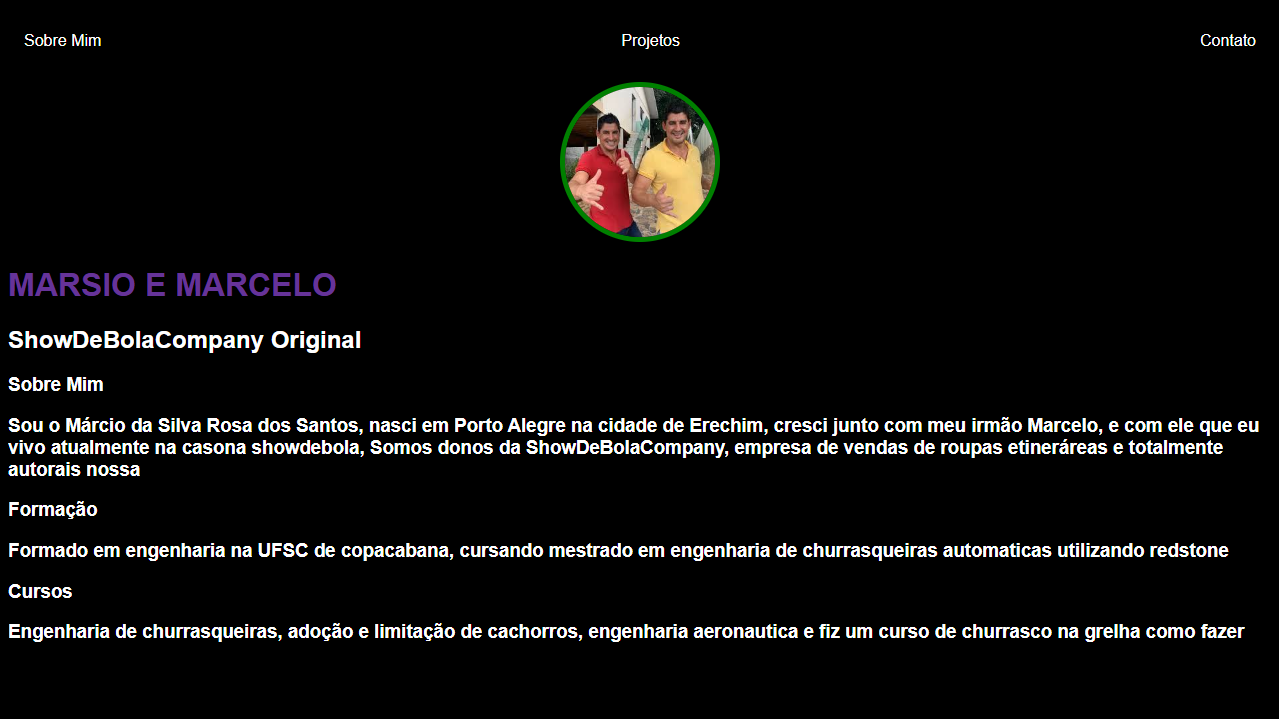 Sobre Mim
Projetos
Contato
MARSIO E MARCELO
ShowDeBolaCompany Original
Sobre Mim
Sou o Márcio da Silva Rosa dos Santos, nasci em Porto Alegre na cidade de Erechim, cresci junto com meu irmão Marcelo, e com ele que eu
vivo atualmente na casona showdebola, Somos donos da ShowDeBolaCompany, empresa de vendas de roupas etineráreas e totalmente
autorais nossa
Formação
Formado em engenharia na UFSC de copacabana, cursando mestrado em engenharia de churrasqueiras automaticas utilizando redstone
Cursos
Engenharia de churrasqueiras, adoção e limitação de cachorros, engenharia aeronautica e fiz um curso de churrasco na grelha como fazer